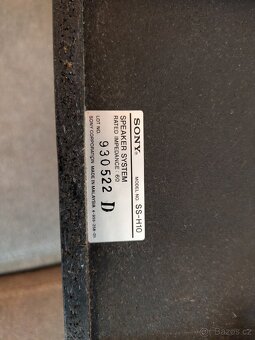 SONY® MODEL NO. SS-H10
SPEAKER SYSTEM
RATED IMPEDANCE: 6Ω
LOT NO. 930522 D
SONY CORPORATION MADE IN MALAYSIA
Bazos.cz